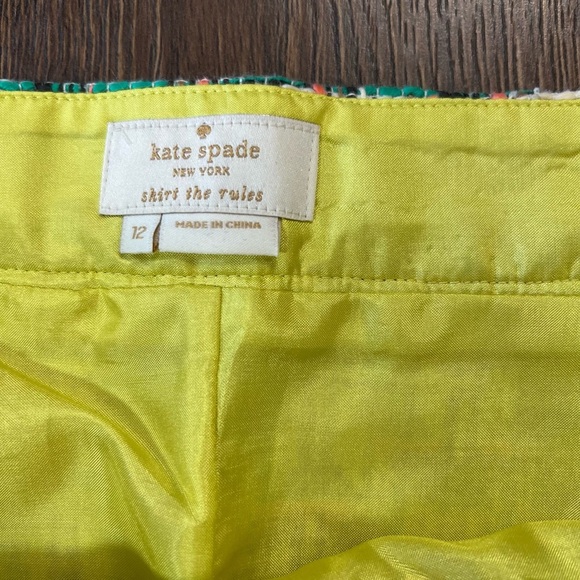 kate spade
NEW YORK
skirt the rules
12
MADE IN CHINA